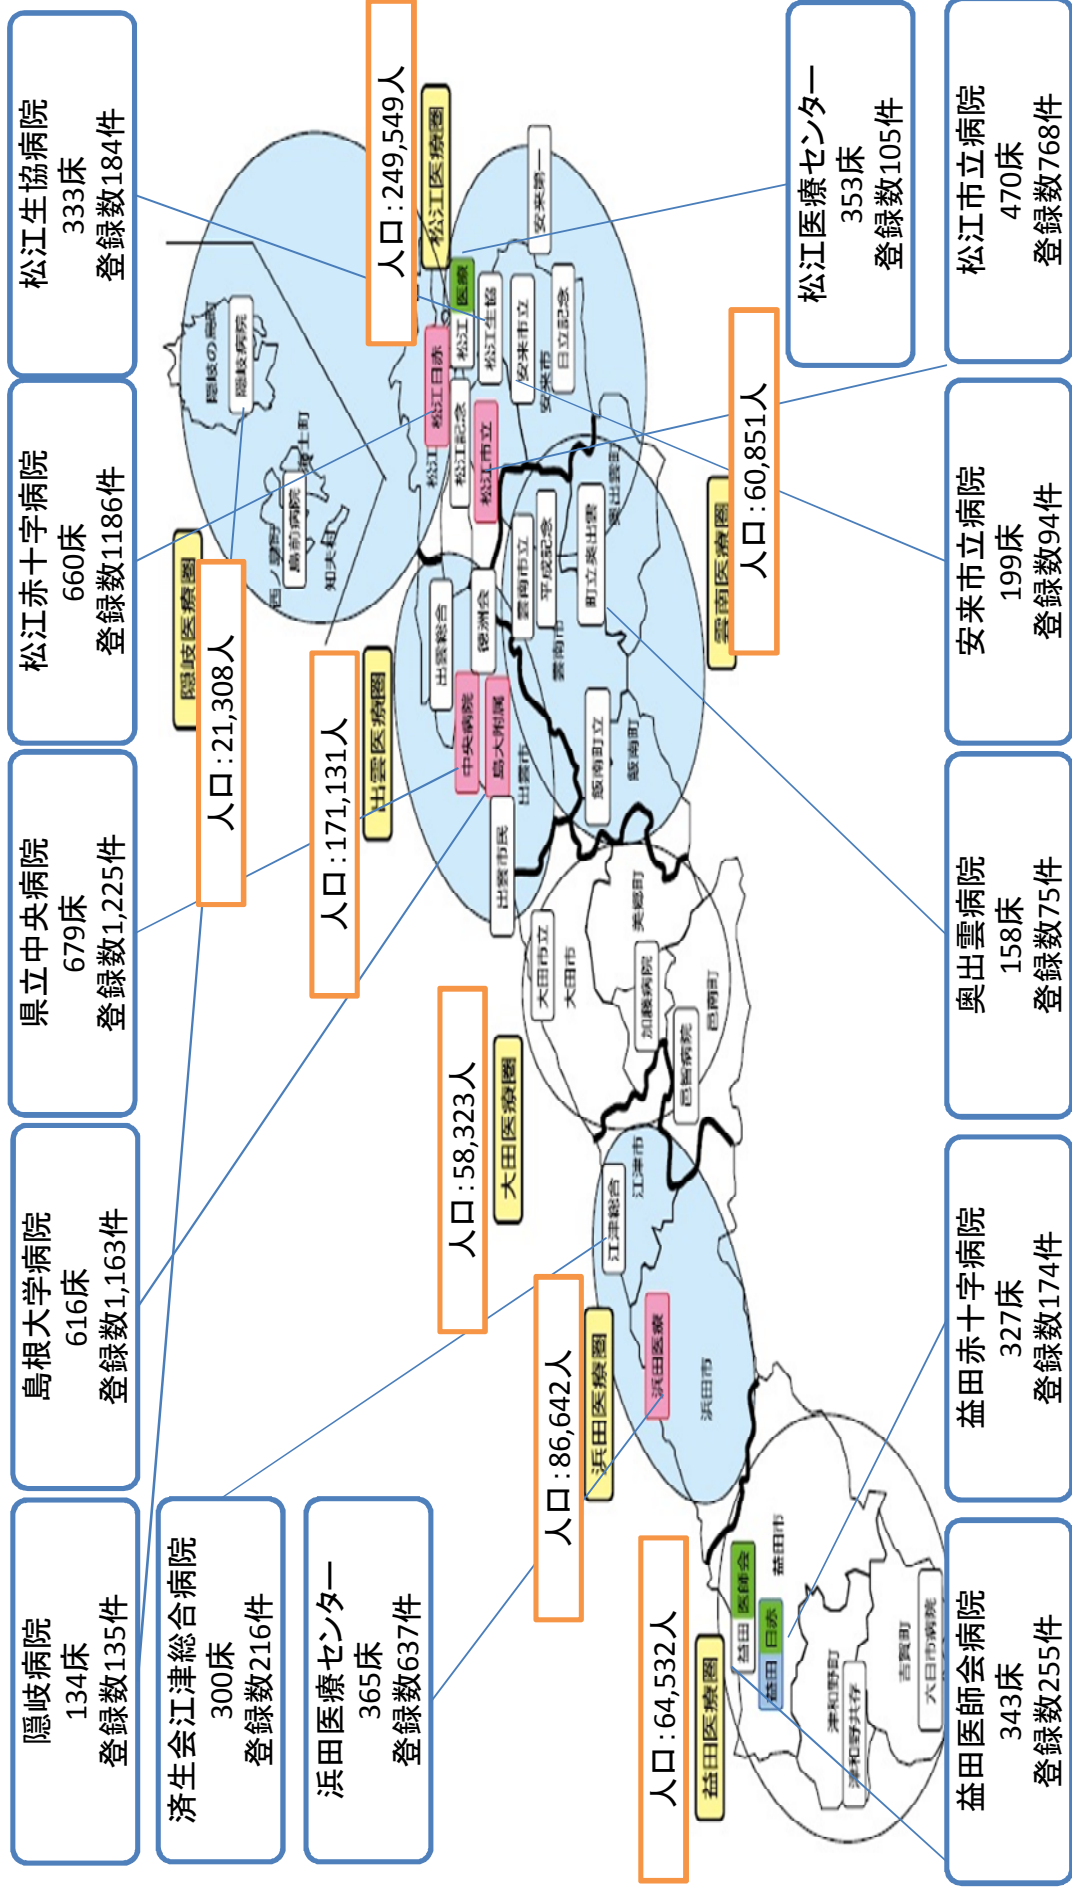 隠岐病院
134床
登録数135件
島根大学病院
616床
登録数1,163件
県立中央病院
679床
登録数1,225件
松江赤十字病院
660床
登録数1186件
松江生協病院
333床
登録数184件
済生会江津総合病院
300床
登録数216件
浜田医療センター
365床
登録数637件
隠岐医療圏
人口:21,308人
出雲医療圏
人口:171,131人
松江医療圏
人口:249,549人
大田医療圏
人口:58,323人
浜田医療圏
人口:86,642人
益田医療圏
人口:64,532人
雲南医療圏
人口:60,851人
隠岐の島町
隠岐病院
西ノ島町
海士町
島前病院
知夫村
松江日赤
松江
松江 医療
松江記念
松江生協
松江市立
安来市立
安来市
安来第一
日立記念
出雲総合
徳洲会
中央病院
島大附属
出雲市民
出雲市
雲南市立
平成記念
雲南市
町立奥出雲
奥出雲町
飯南町立
飯南町
大田市立
大田市
美郷町
加藤病院
邑智病院
邑南町
江津総合
江津市
浜田医療
浜田市
益田 医師会
益田 日赤
益田市
津和野町
津和野共存
吉賀町
六日市病院
益田医師会病院
343床
登録数255件
益田赤十字病院
327床
登録数174件
奥出雲病院
158床
登録数75件
安来市立病院
199床
登録数94件
松江市立病院
470床
登録数768件
松江医療センター
353床
登録数105件